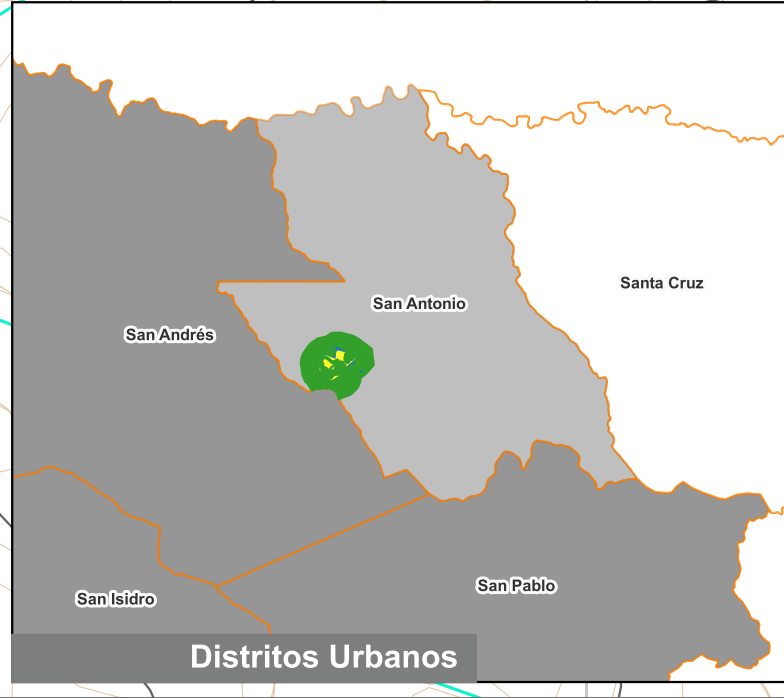 Santa Cruz
San Antonio
San Andrés
San Pablo
San Isidro
Distritos Urbanos